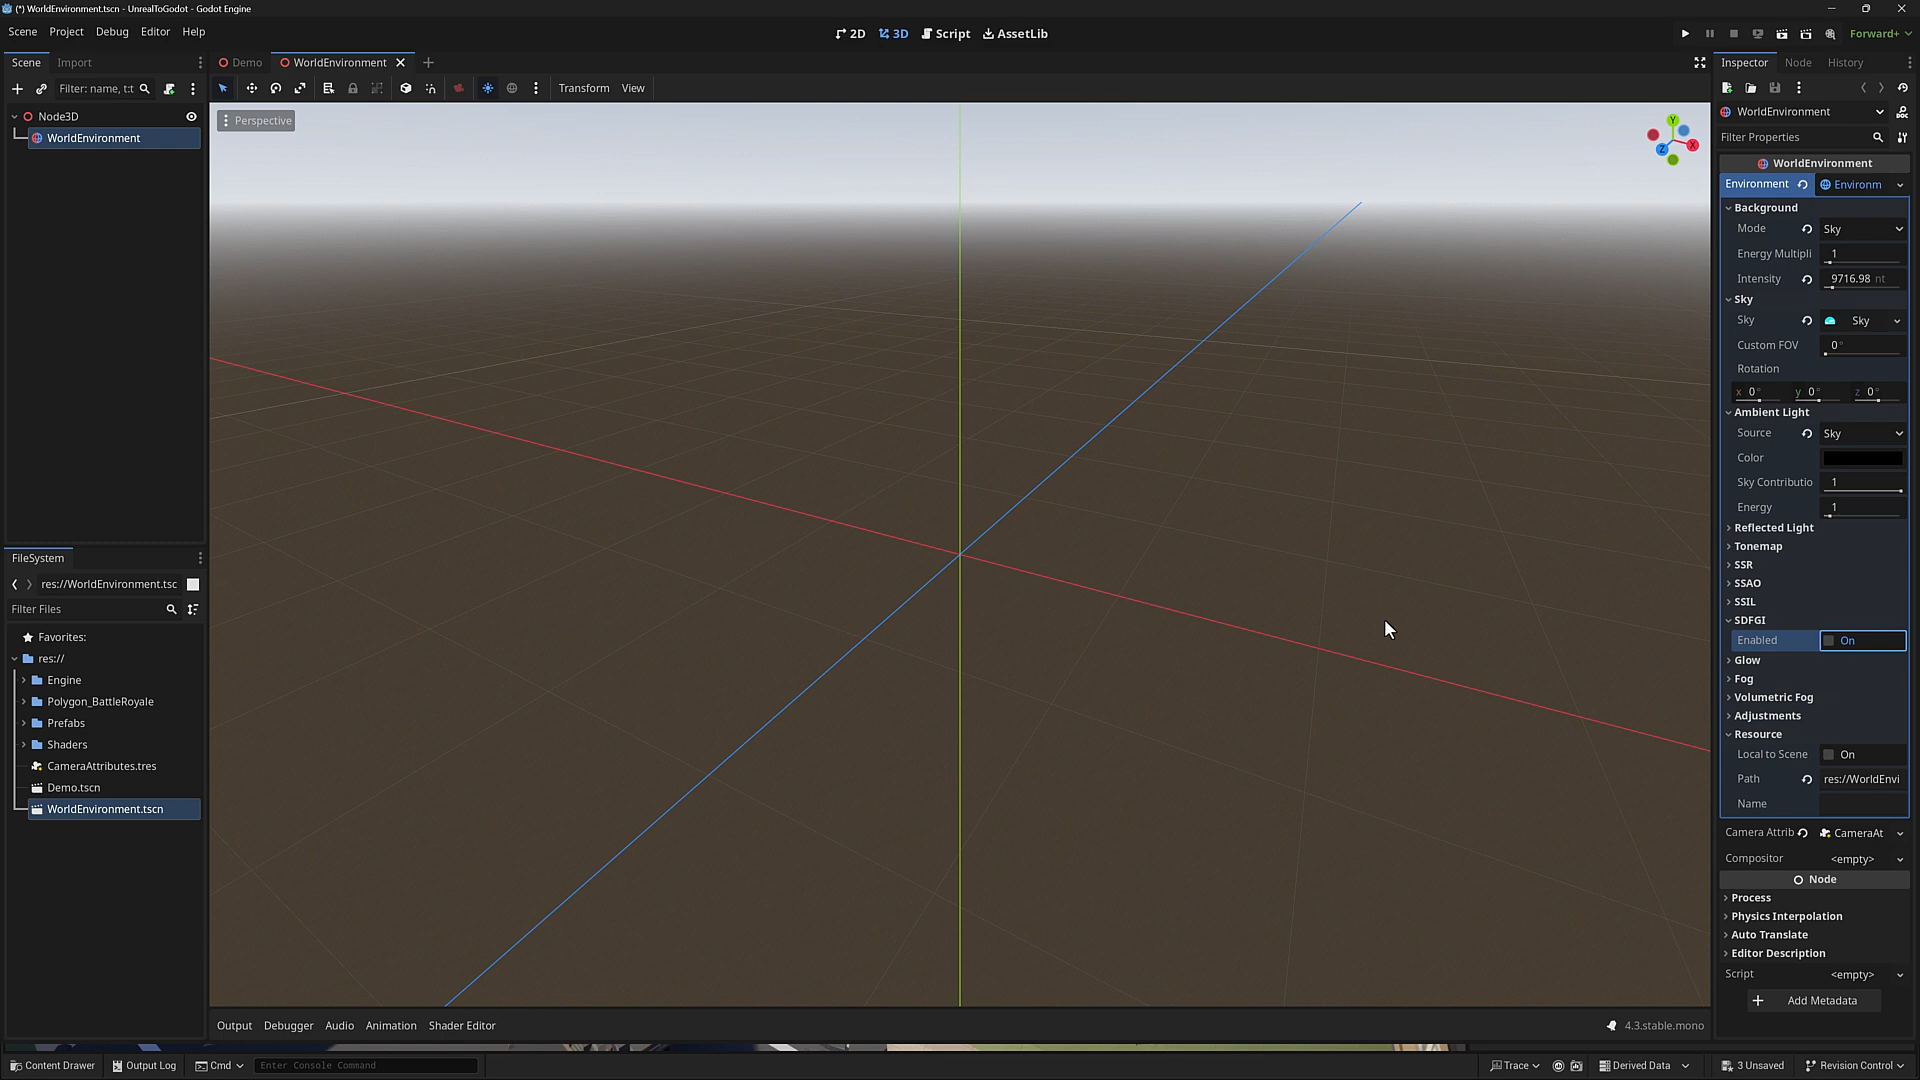 (*) WorldEnvironment.tscn - UnrealToGodot - Godot Engine
Scene Project Debug Editor Help
2D 3D Script AssetLib
Forward+
Scene Import
Demo WorldEnvironment
Inspector Node History
Filter: name, t:t
Transform View
Node3D
WorldEnvironment
Perspective
Y
X
Z
WorldEnvironment
Filter Properties
WorldEnvironment
Environment Environm
Background
Mode Sky
Energy Multipli 1
Intensity 9716.98 nt
Sky
Sky Sky
Custom FOV 0 °
Rotation
x 0 ° y 0 ° z 0 °
Ambient Light
Source Sky
Color
Sky Contributio 1
Energy 1
Reflected Light
Tonemap
SSR
SSAO
SSIL
SDFGI
Enabled On
Glow
Fog
Volumetric Fog
Adjustments
Resource
Local to Scene On
Path res://WorldEnvi
Name
Camera Attrib CameraAt
Compositor <empty>
Node
Process
Physics Interpolation
Auto Translate
Editor Description
Script <empty>
Add Metadata
FileSystem
res://WorldEnvironment.tsc
Filter Files
Favorites:
res://
Engine
Polygon_BattleRoyale
Prefabs
Shaders
CameraAttributes.tres
Demo.tscn
WorldEnvironment.tscn
Output Debugger Audio Animation Shader Editor
4.3.stable.mono
Content Drawer Output Log Cmd Enter Console Command
Trace Derived Data 3 Unsaved Revision Control